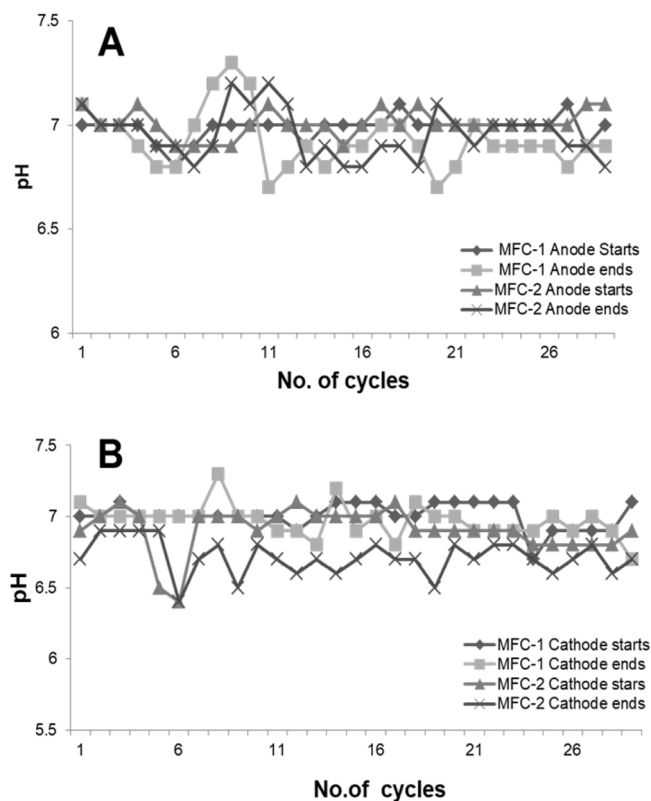 A
7.5
7
6.5
6
pH
MFC-1 Anode Starts
MFC-1 Anode ends
MFC-2 Anode starts
MFC-2 Anode ends
1 6 11 16 21 26
No. of cycles
B
7.5
7
6.5
6
5.5
pH
MFC-1 Cathode starts
MFC-1 Cathode ends
MFC-2 Cathode stars
MFC-2 Cathode ends
1 6 11 16 26
No.of cycles